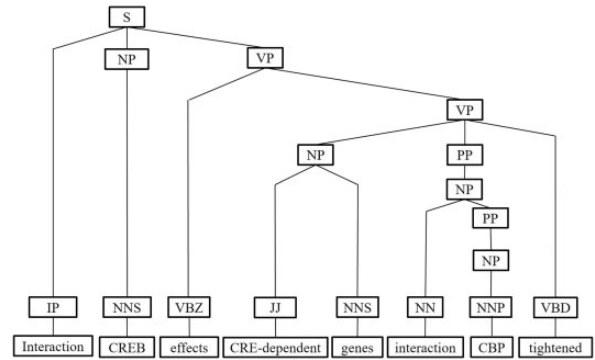 S
NP VP
VP
NP PP
NP
PP
NP
IP NNS VBZ JJ NNS NN NNP VBD
Interaction CREB effects CRE-dependent genes interaction CBP tightened